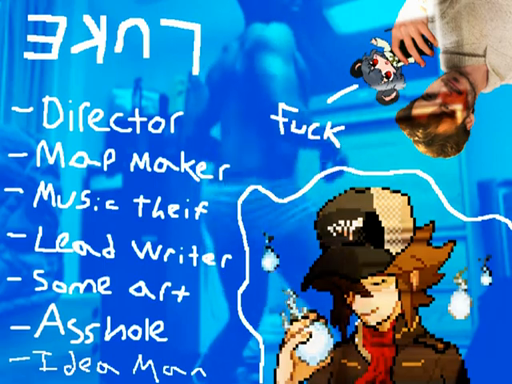 LUKE
- Director
- Map Maker
- Music theif
- Lead Writer
- Some art
- Asshole
- Idea Man
Fuck